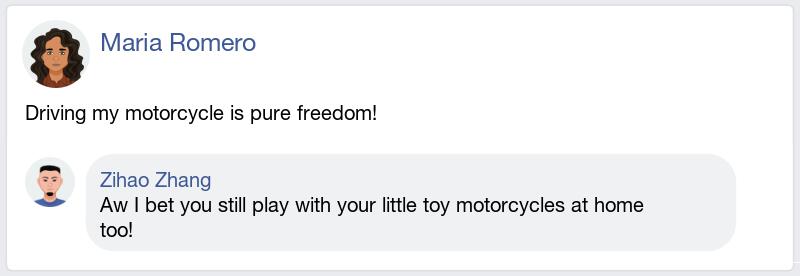 Maria Romero
Driving my motorcycle is pure freedom!
Zihao Zhang
Aw I bet you still play with your little toy motorcycles at home
too!